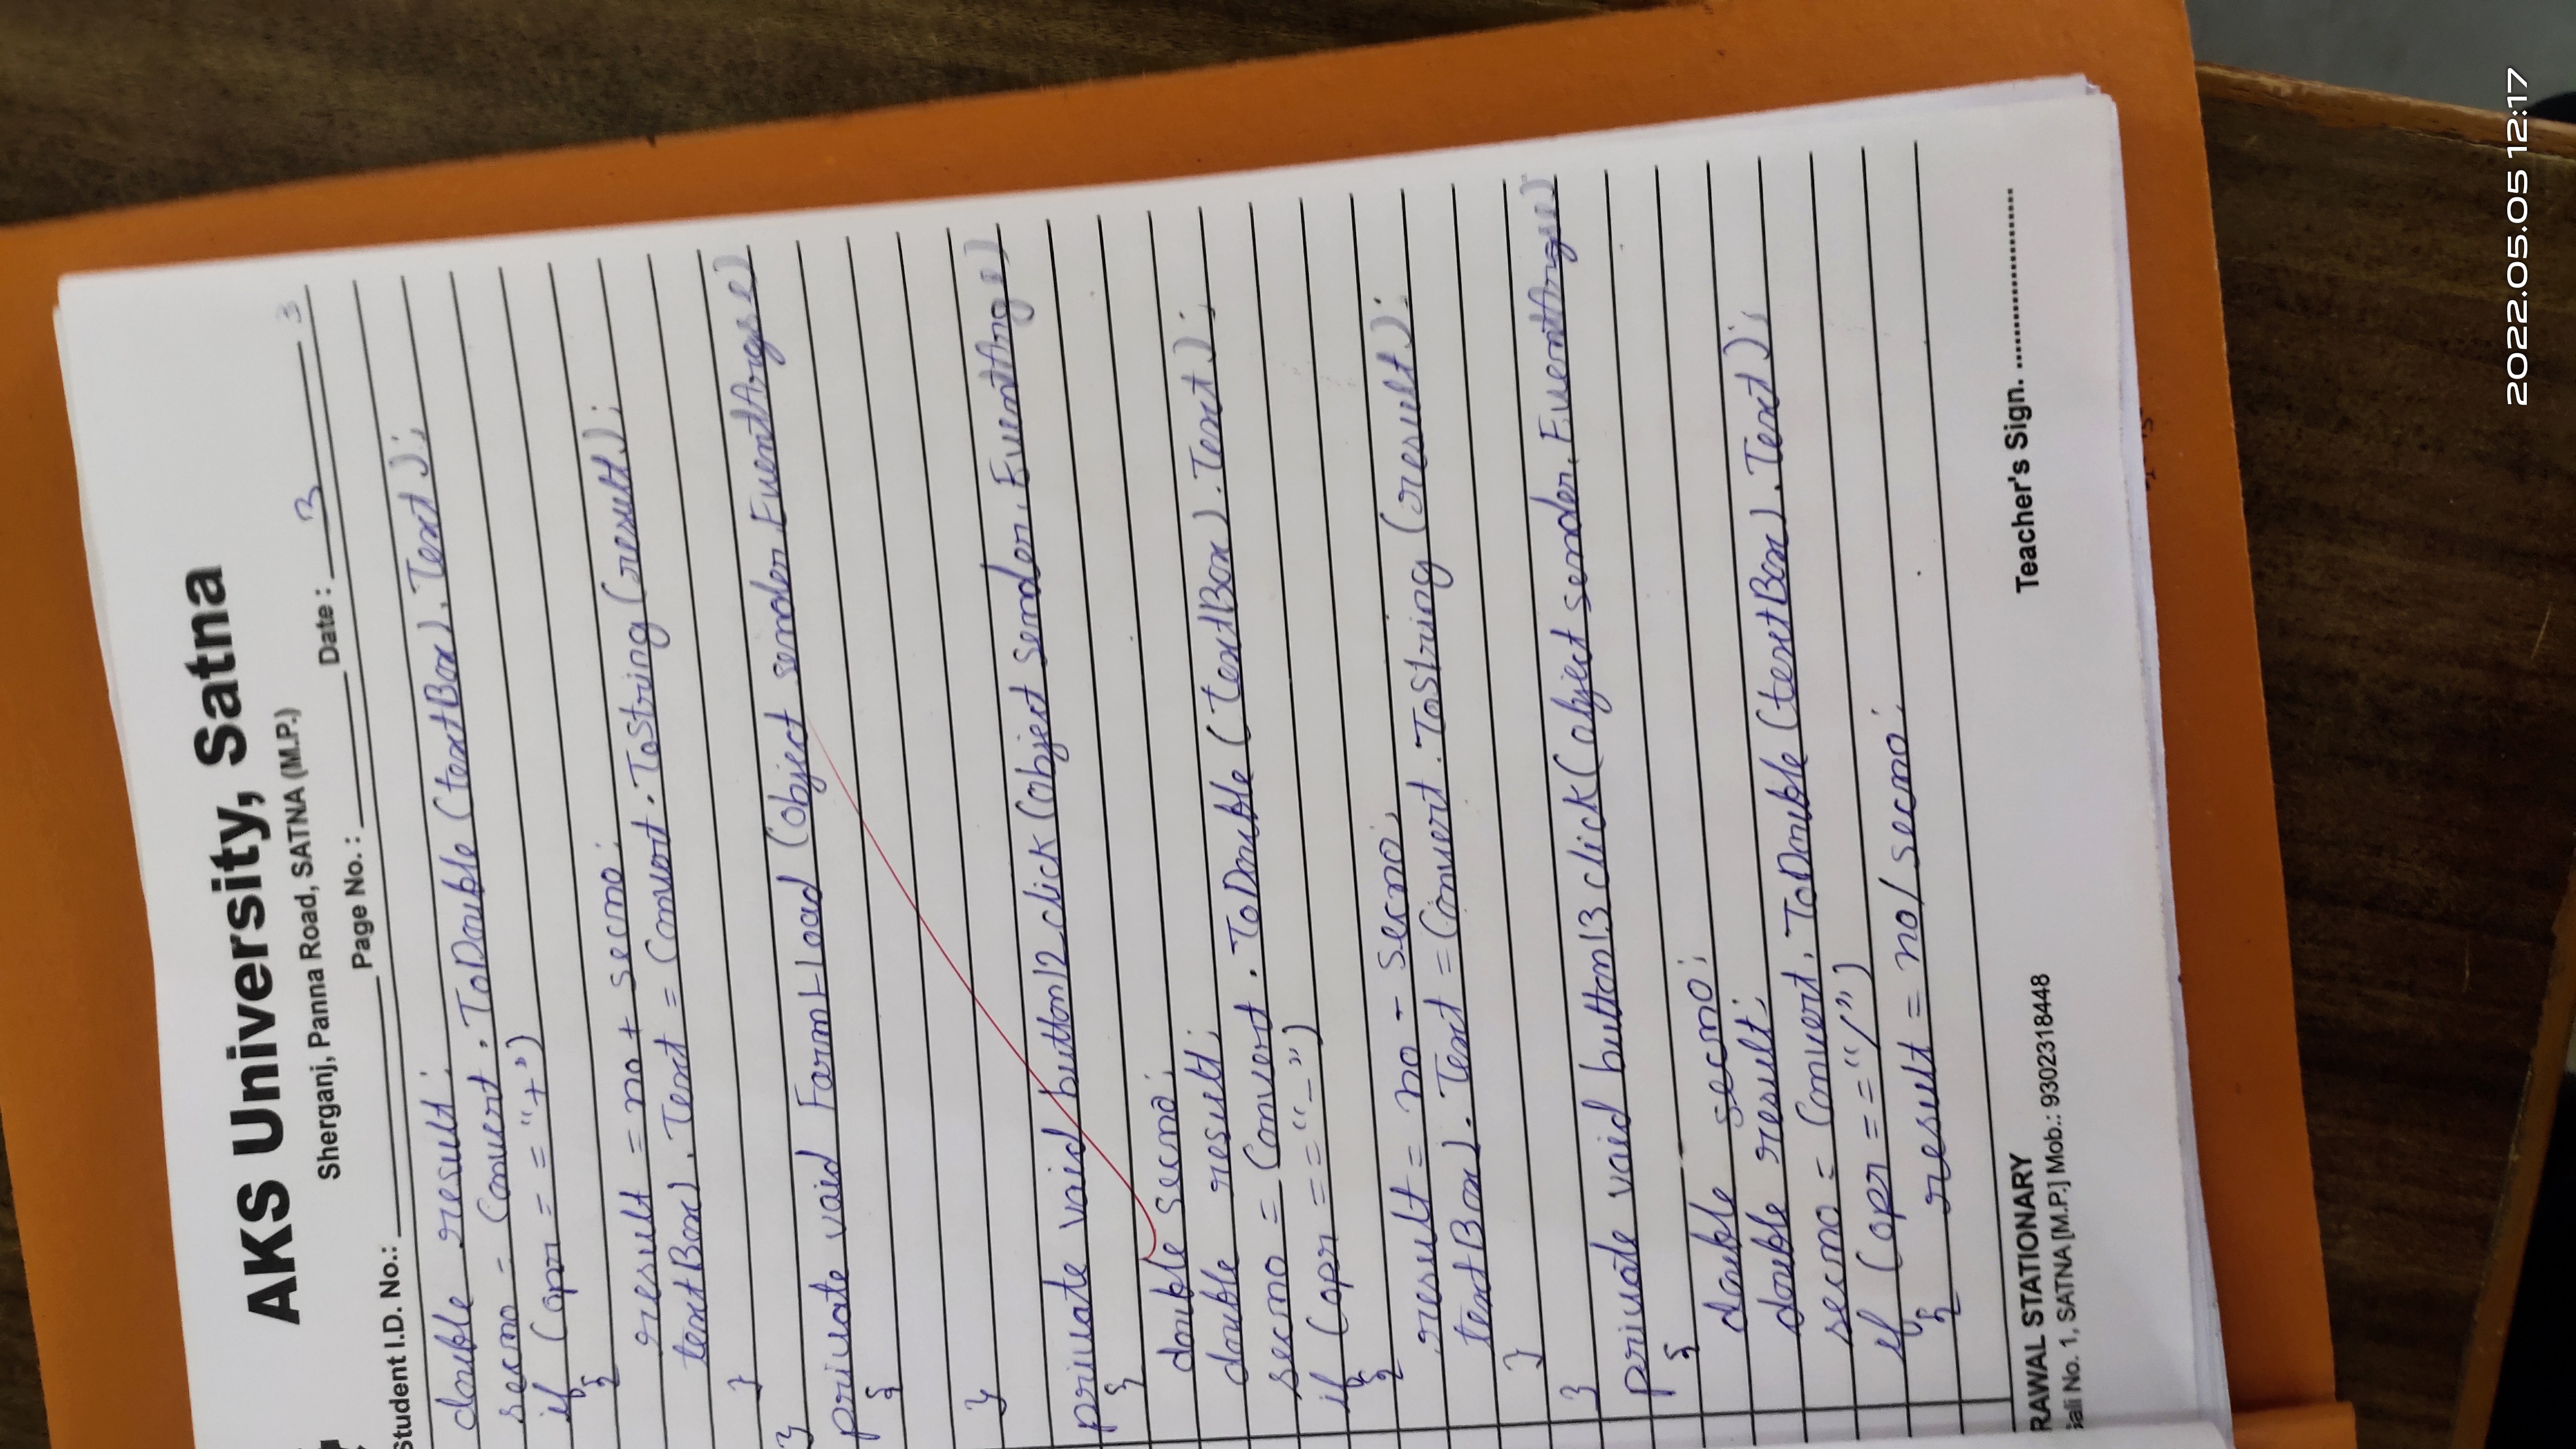 AKS University, Satna
Sherganj, Panna Road, SATNA (M.P.)
Student I.D. No.: Page No. : Date : 3 3
double result;
secno = Convert . ToDouble (textBox1. Text );
if (opr = = "+")
{
result = no + secno;
textBox1. Text = Convert . ToString (result);
}
}
private void Form1_load (object sender, EventArgs e)
{
}
private void button12_click (object sender, EventArgs e)
{
double secno;
double result;
secno = Convert . ToDouble ( textBox1. Text );
if (opr == "-")
{
result = no - secno;
textBox1. Text = Convert . ToString (result);
}
}
private void button13 click (object sender, EventArgs e)
{
double secno;
double result;
secno = Convert. ToDouble (textBox1. Text );
if (opr == "/")
{ result = no / secno;
RAWAL STATIONARY
Gali No. 1, SATNA [M.P.] Mob.: 9302318448
Teacher's Sign. ........................
2022.05.05 12:17